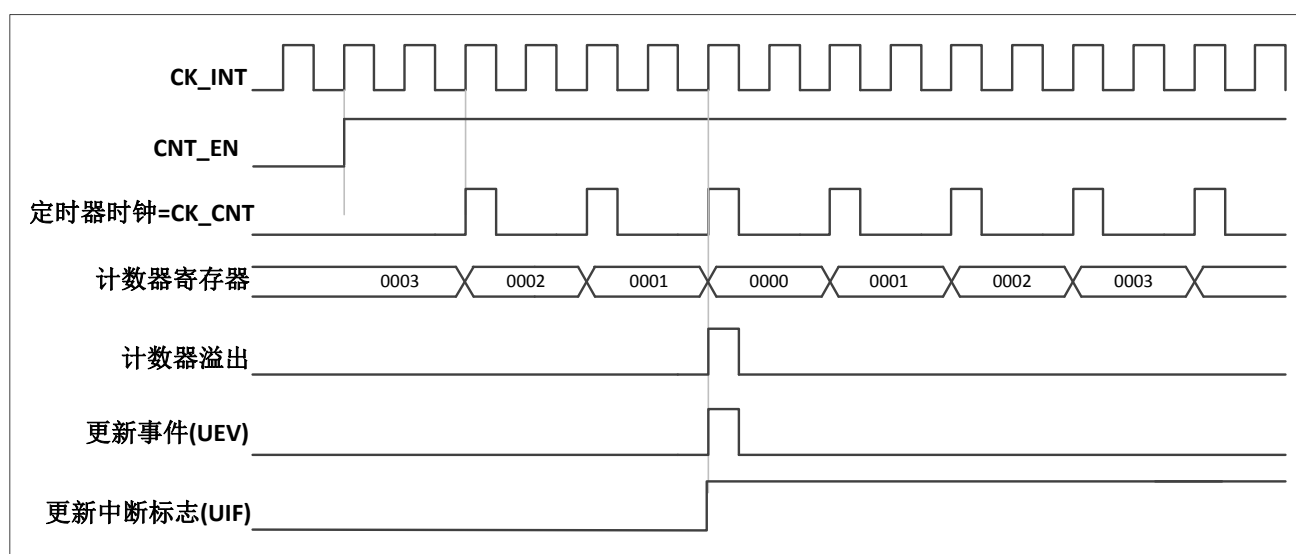 CK_INT
CNT_EN
定时器时钟=CK_CNT
计数器寄存器 0003 0002 0001 0000 0001 0002 0003
计数器溢出
更新事件(UEV)
更新中断标志(UIF)